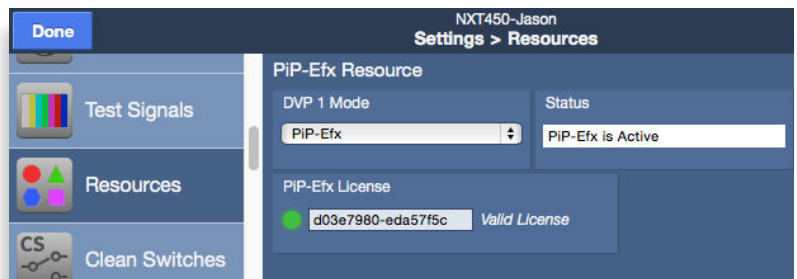 Done
NXT450-Jason
Settings > Resources
Test Signals
Resources
CS
Clean Switches
PiP-Efx Resource
DVP 1 Mode
Status
PiP-Efx
PiP-Efx is Active
PiP-Efx License
d03e7980-eda57f5c Valid License